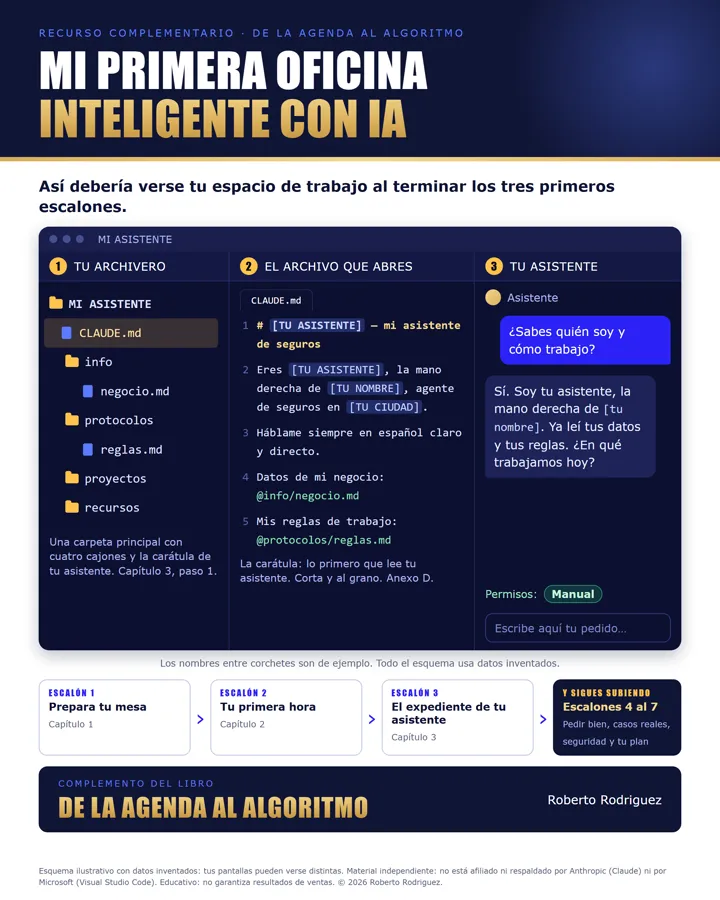 RECURSO COMPLEMENTARIO · DE LA AGENDA AL ALGORITMO
MI PRIMERA OFICINA
INTELIGENTE CON IA
Así debería verse tu espacio de trabajo al terminar los tres primeros
escalones.
MI ASISTENTE
1 TU ARCHIVERO
MI ASISTENTE
CLAUDE.md
info
negocio.md
protocolos
reglas.md
proyectos
recursos
Una carpeta principal con
cuatro cajones y la carátula de
tu asistente. Capítulo 3, paso 1.
2 EL ARCHIVO QUE ABRES
CLAUDE.md
1 # [TU ASISTENTE] — mi asistente
de seguros
2 Eres [TU ASISTENTE], la mano
derecha de [TU NOMBRE], agente
de seguros en [TU CIUDAD].
3 Háblame siempre en español claro
y directo.
4 Datos de mi negocio:
@info/negocio.md
5 Mis reglas de trabajo:
@protocolos/reglas.md
La carátula: lo primero que lee tu
asistente. Corta y al grano. Anexo D.
3 TU ASISTENTE
Asistente
¿Sabes quién soy y
cómo trabajo?
Sí. Soy tu asistente, la
mano derecha de [tu
nombre]. Ya leí tus datos
y tus reglas. ¿En qué
trabajamos hoy?
Permisos: Manual
Escribe aquí tu pedido…
Los nombres entre corchetes son de ejemplo. Todo el esquema usa datos inventados.
ESCALÓN 1
Prepara tu mesa
Capítulo 1
›
ESCALÓN 2
Tu primera hora
Capítulo 2
›
ESCALÓN 3
El expediente de tu
asistente
Capítulo 3
›
Y SIGUES SUBIENDO
Escalones 4 al 7
Pedir bien, casos reales,
seguridad y tu plan
COMPLEMENTO DEL LIBRO
DE LA AGENDA AL ALGORITMO
Roberto Rodriguez
Esquema ilustrativo con datos inventados: tus pantallas pueden verse distintas. Material independiente: no está afiliado ni respaldado por Anthropic (Claude) ni por
Microsoft (Visual Studio Code). Educativo: no garantiza resultados de ventas. © 2026 Roberto Rodriguez.